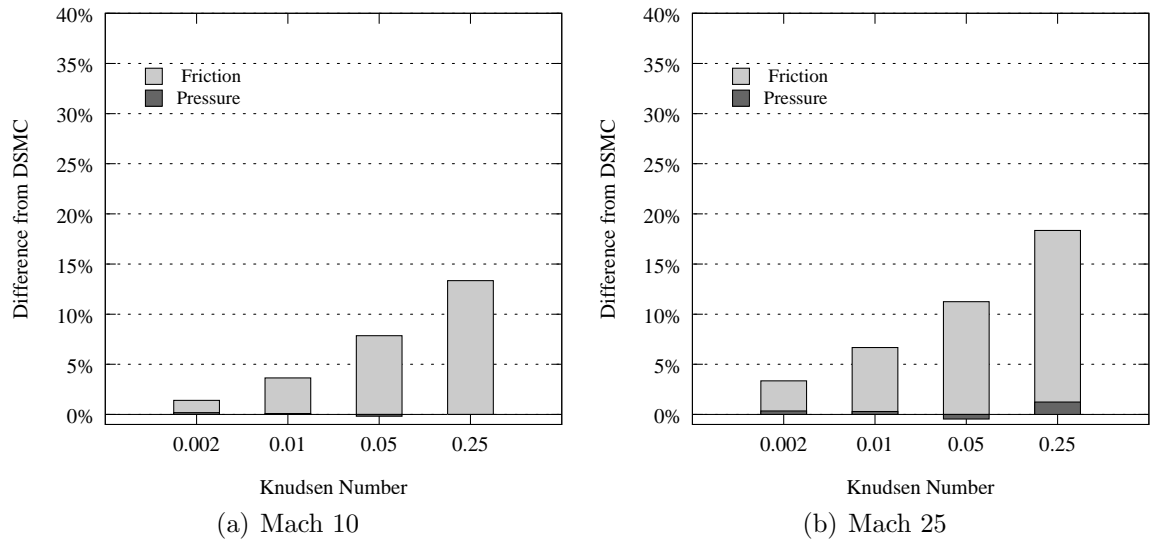 40%
35%
30%
25%
20%
15%
10%
5%
0%
Difference from DSMC
Friction
Pressure
0.002 0.01 0.05 0.25
Knudsen Number
(a) Mach 10
40%
35%
30%
25%
20%
15%
10%
5%
0%
Difference from DSMC
Friction
Pressure
0.002 0.01 0.05 0.25
Knudsen Number
(b) Mach 25